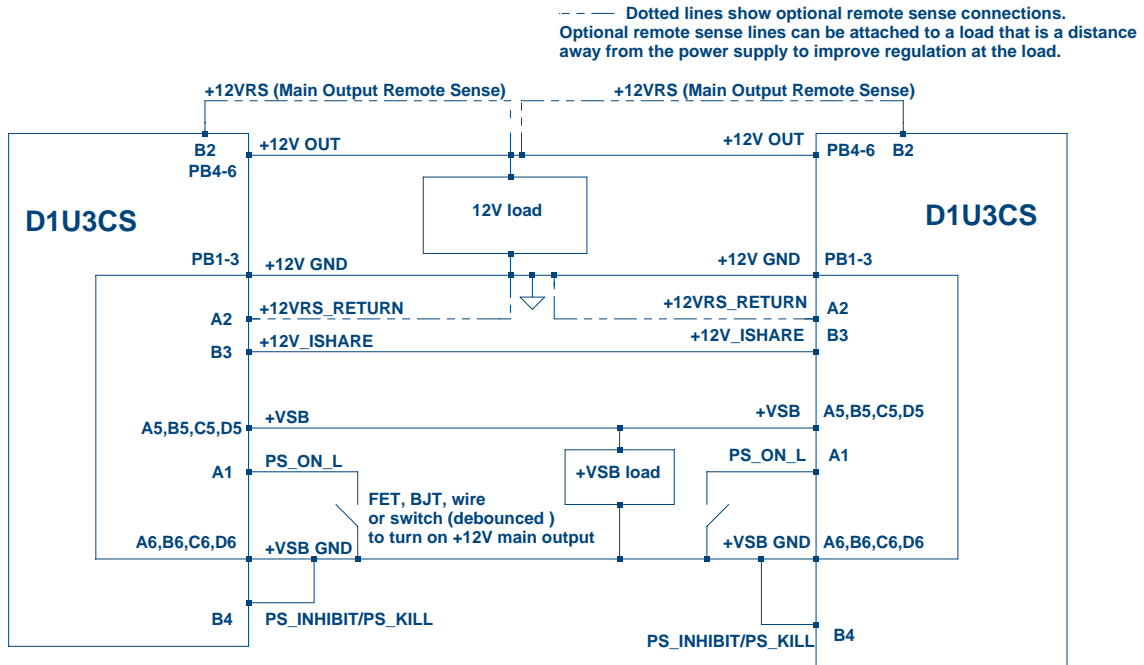 Dotted lines show optional remote sense connections.
Optional remote sense lines can be attached to a load that is a distance
away from the power supply to improve regulation at the load.
+12VRS (Main Output Remote Sense)
+12VRS (Main Output Remote Sense)
B2
PB4-6
+12V OUT
+12V OUT
PB4-6
B2
D1U3CS
12V load
D1U3CS
PB1-3
+12V GND
+12V GND
PB1-3
A2
+12VRS_RETURN
+12VRS_RETURN
A2
B3
+12V_ISHARE
+12V_ISHARE
B3
A5,B5,C5,D5
+VSB
+VSB
A5,B5,C5,D5
A1
PS_ON_L
+VSB load
PS_ON_L
A1
FET, BJT, wire
or switch (debounced )
to turn on +12V main output
A6,B6,C6,D6
+VSB GND
+VSB GND
A6,B6,C6,D6
B4
PS_INHIBIT/PS_KILL
PS_INHIBIT/PS_KILL
B4